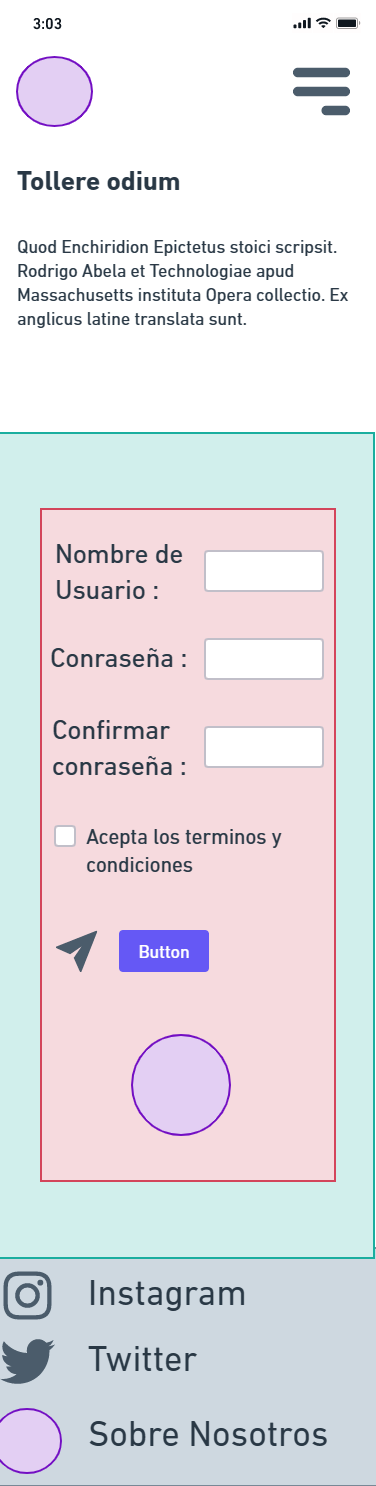 3:03
Tollere odium
Quod Enchiridion Epictetus stoici scripsit.
Rodrigo Abela et Technologiae apud
Massachusetts instituta Opera collectio. Ex
anglicus latine translata sunt.
Nombre de
Usuario :
Conraseña :
Confirmar
conraseña :
Acepta los terminos y
condiciones
Button
Instagram
Twitter
Sobre Nosotros